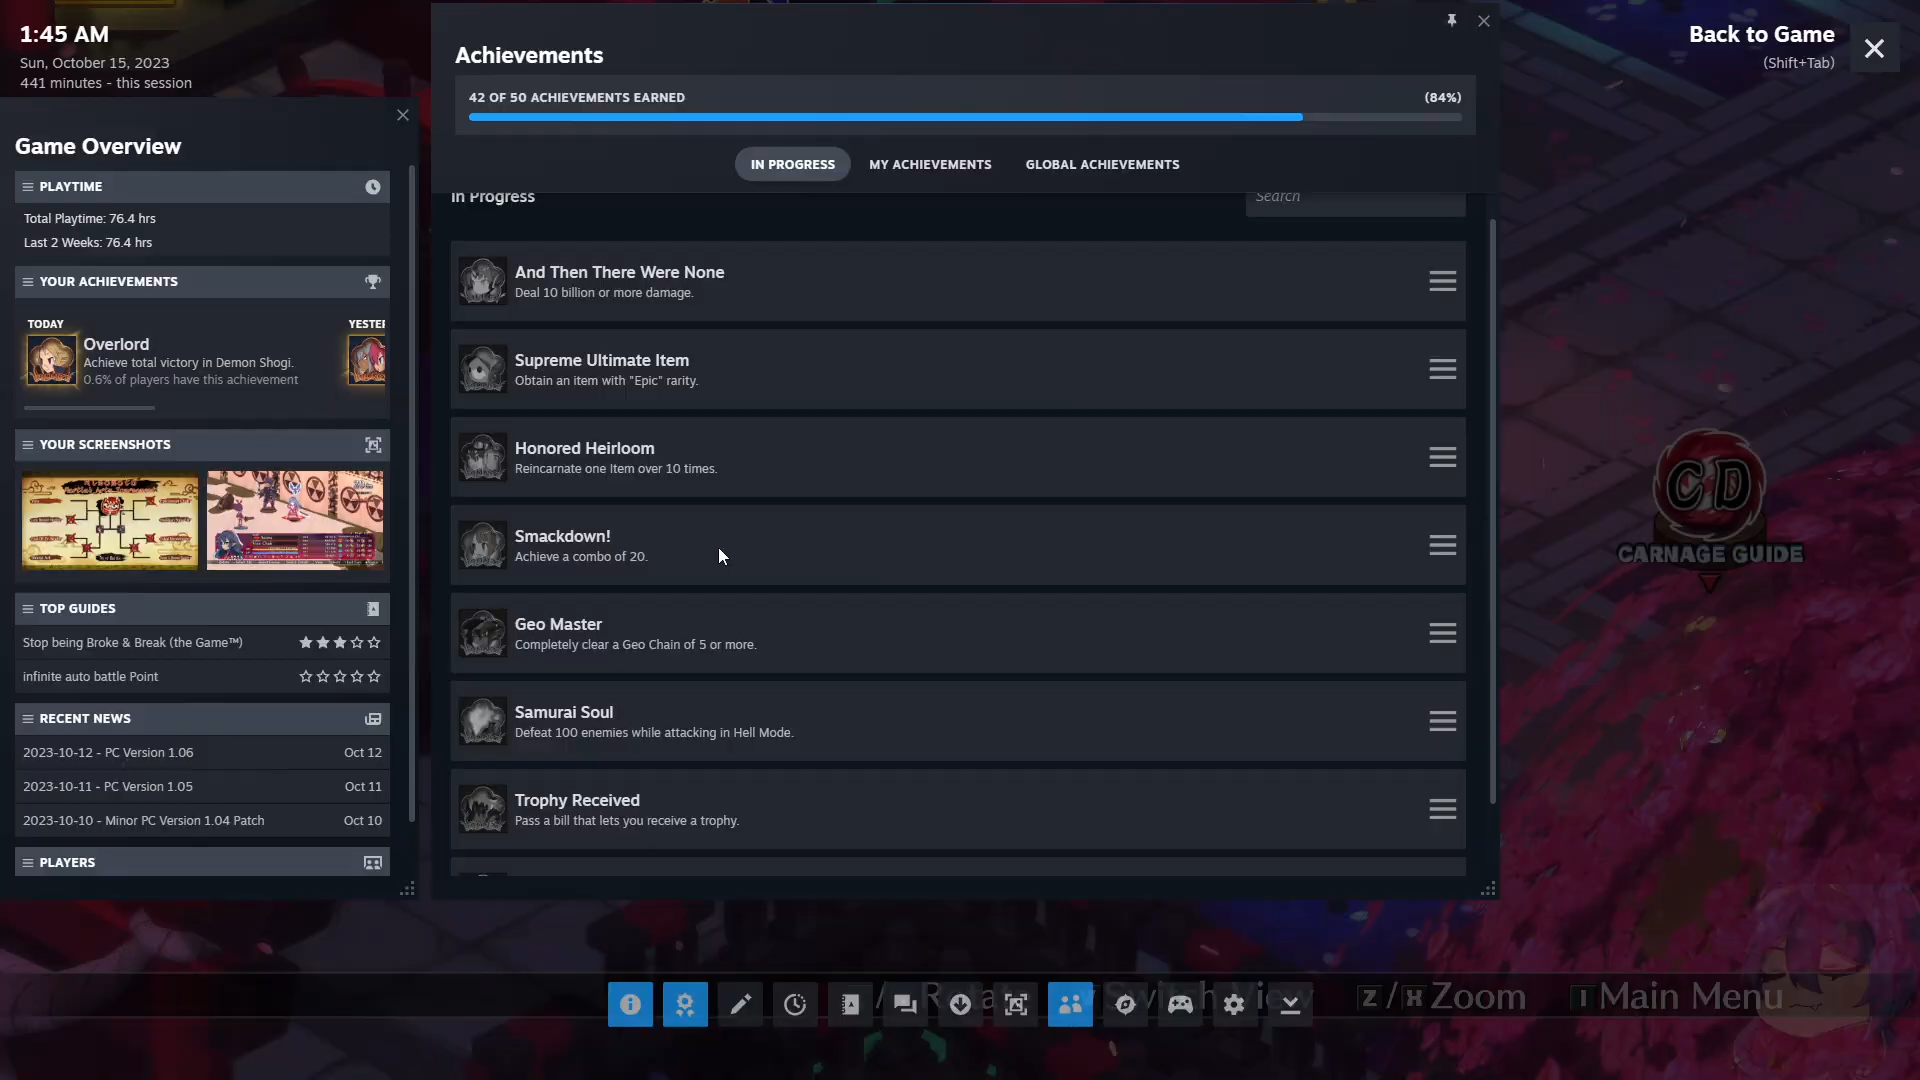 1:45 AM
Sun, October 15, 2023
441 minutes - this session
Back to Game
(Shift+Tab)
Game Overview
PLAYTIME
Total Playtime: 76.4 hrs
Last 2 Weeks: 76.4 hrs
YOUR ACHIEVEMENTS
TODAY
YESTER
Overlord
Achieve total victory in Demon Shogi.
0.6% of players have this achievement
YOUR SCREENSHOTS
TOP GUIDES
Stop being Broke & Break (the Game™)
infinite auto battle Point
RECENT NEWS
2023-10-12 - PC Version 1.06 Oct 12
2023-10-11 - PC Version 1.05 Oct 11
2023-10-10 - Minor PC Version 1.04 Patch Oct 10
PLAYERS
Achievements
42 OF 50 ACHIEVEMENTS EARNED (84%)
IN PROGRESS MY ACHIEVEMENTS GLOBAL ACHIEVEMENTS
In Progress
Search
And Then There Were None
Deal 10 billion or more damage.
Supreme Ultimate Item
Obtain an item with "Epic" rarity.
Honored Heirloom
Reincarnate one Item over 10 times.
Smackdown!
Achieve a combo of 20.
Geo Master
Completely clear a Geo Chain of 5 or more.
Samurai Soul
Defeat 100 enemies while attacking in Hell Mode.
Trophy Received
Pass a bill that lets you receive a trophy.
CD
CARNAGE GUIDE
Z/X Zoom
Main Menu